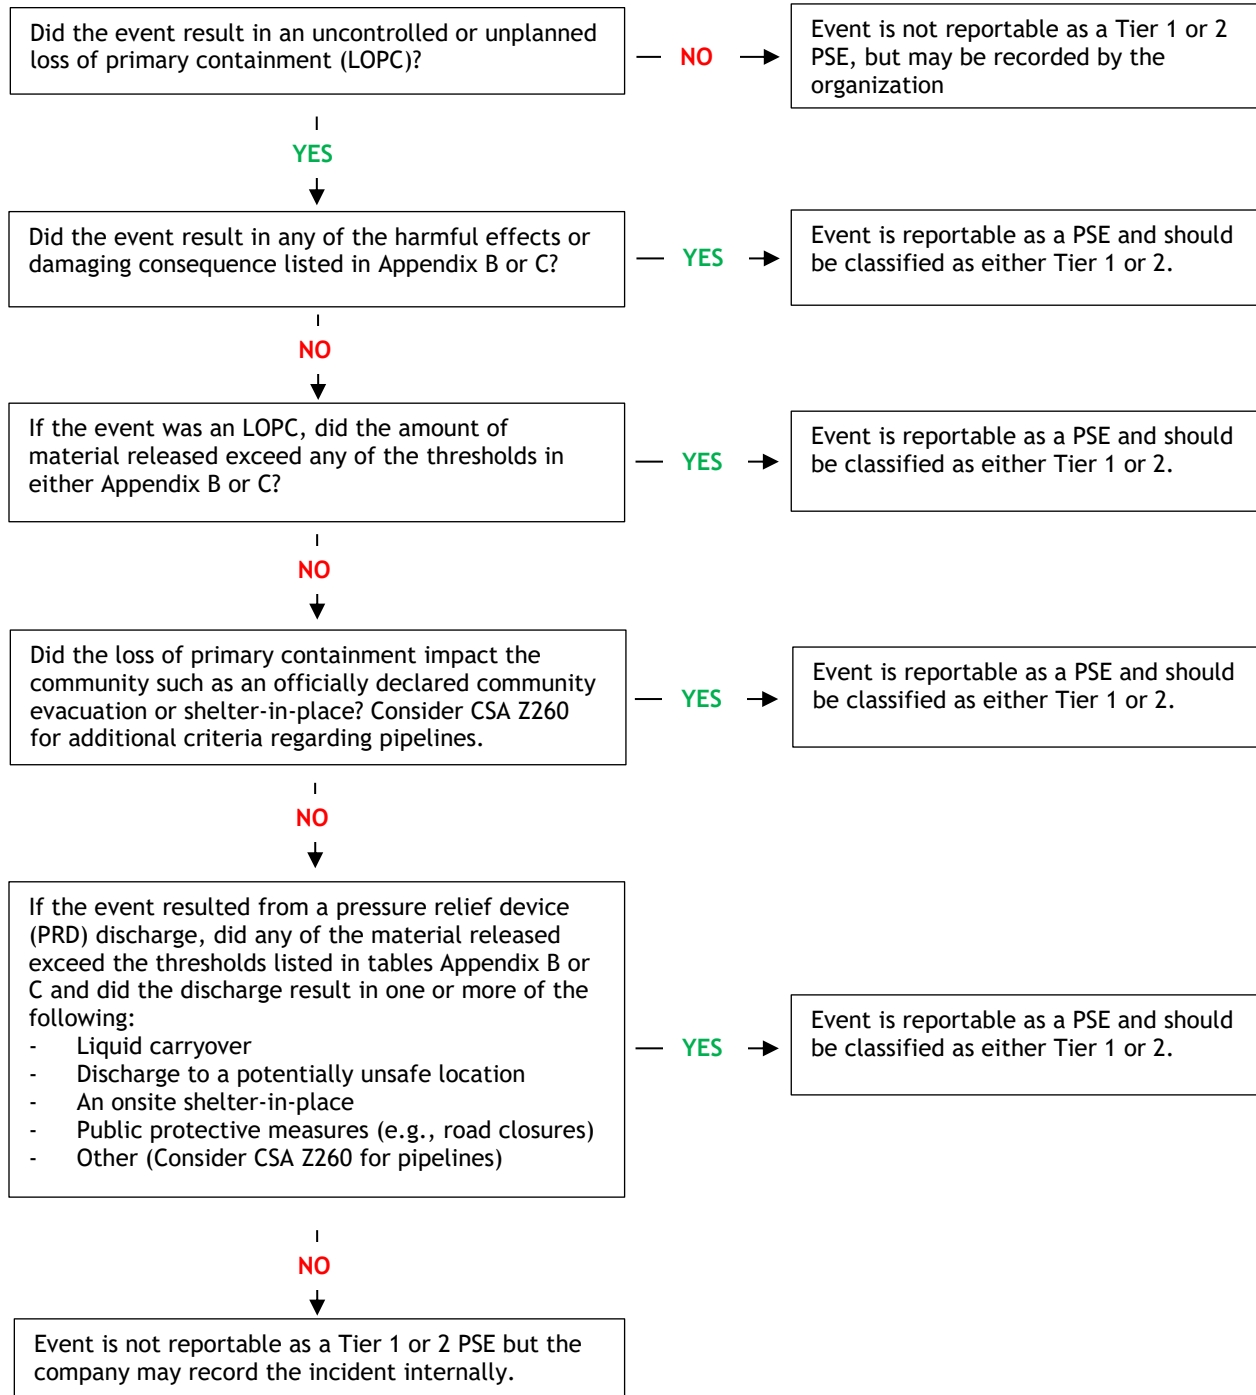 Did the event result in an uncontrolled or unplanned
loss of primary containment (LOPC)?
NO
Event is not reportable as a Tier 1 or 2
PSE, but may be recorded by the
organization
YES
Did the event result in any of the harmful effects or
damaging consequence listed in Appendix B or C?
YES
Event is reportable as a PSE and should
be classified as either Tier 1 or 2.
NO
If the event was an LOPC, did the amount of
material released exceed any of the thresholds in
either Appendix B or C?
YES
Event is reportable as a PSE and should
be classified as either Tier 1 or 2.
NO
Did the loss of primary containment impact the
community such as an officially declared community
evacuation or shelter-in-place? Consider CSA Z260
for additional criteria regarding pipelines.
YES
Event is reportable as a PSE and should
be classified as either Tier 1 or 2.
NO
If the event resulted from a pressure relief device
(PRD) discharge, did any of the material released
exceed the thresholds listed in tables Appendix B or
C and did the discharge result in one or more of the
following:
- Liquid carryover
- Discharge to a potentially unsafe location
- An onsite shelter-in-place
- Public protective measures (e.g., road closures)
- Other (Consider CSA Z260 for pipelines)
YES
Event is reportable as a PSE and should
be classified as either Tier 1 or 2.
NO
Event is not reportable as a Tier 1 or 2 PSE but the
company may record the incident internally.